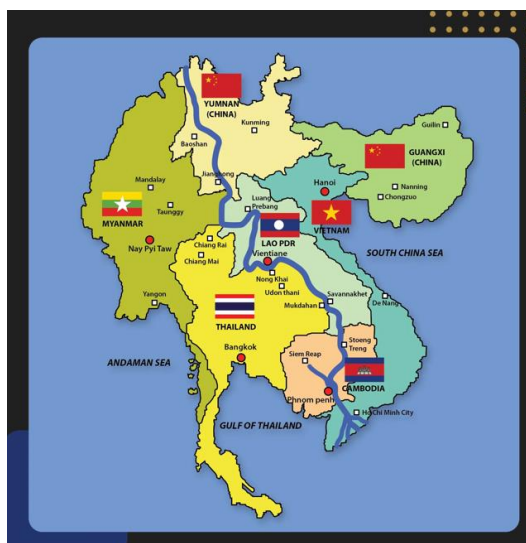 YUMNAN
(CHINA)
Kunming
Baoshan
Jianghong
Guilin
GUANGXI
(CHINA)
Nanning
Chongzuo
Mandalay
Taunggy
MYANMAR
Nay Pyi Taw
Yangon
Hanoi
VIETNAM
Luang
Prebang
LAO PDR
Vientiane
SOUTH CHINA SEA
Chiang Rai
Chiang Mai
Nong Khai
Udon thani
Savannakhet
Mukdahan
De Nang
THAILAND
Bangkok
ANDAMAN SEA
Siem Reap
Stoeng
Treng
CAMBODIA
Phnom penh
Ho Chi Minh City
GULF OF THAILAND